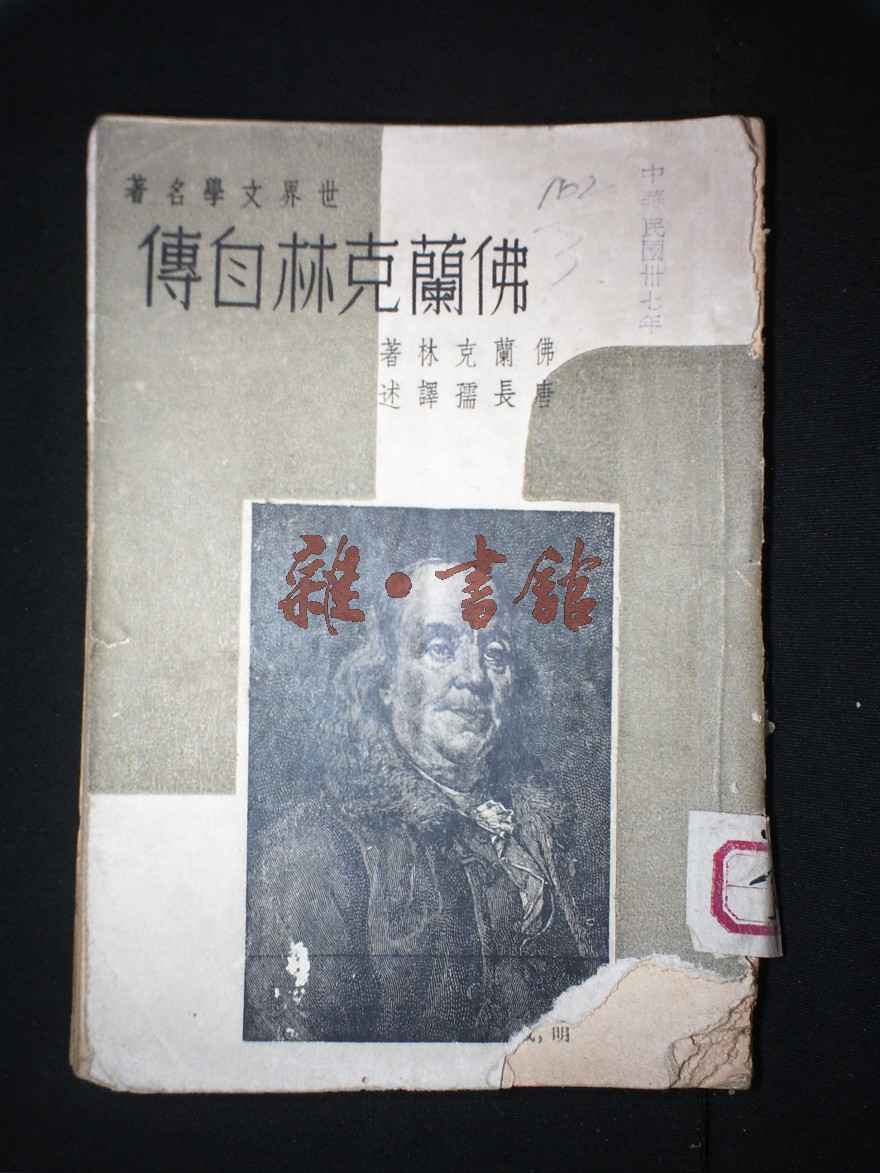 世界文學名著
佛蘭克林自傳
佛蘭克林著
唐長孺譯述
中華民國卅七年
雜·書館
明